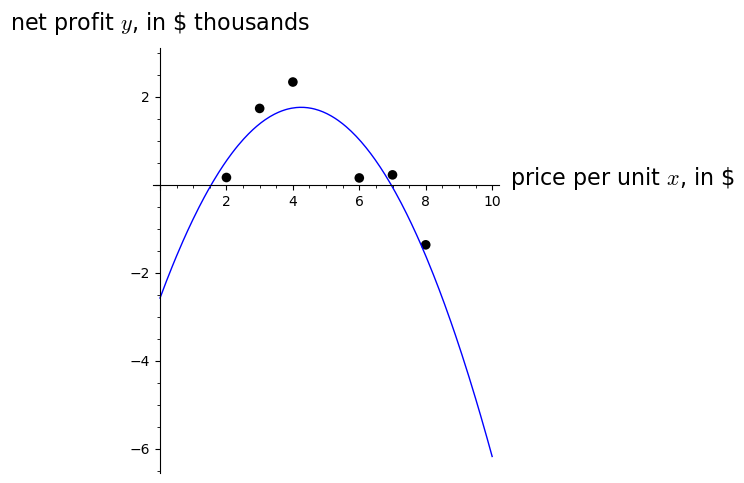 net profit y, in $ thousands
2
price per unit x, in $
2 4 6 8 10
−2
−4
−6